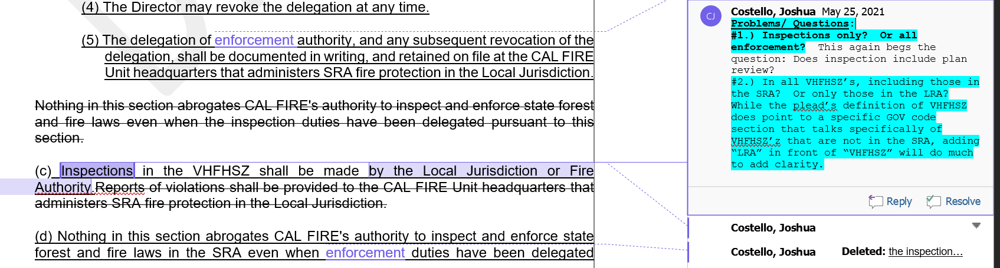 (4) The Director may revoke the delegation at any time.
(5) The delegation of enforcement authority, and any subsequent revocation of the
delegation, shall be documented in writing, and retained on file at the CAL FIRE
Unit headquarters that administers SRA fire protection in the Local Jurisdiction.
Nothing in this section abrogates CAL FIRE's authority to inspect and enforce state forest
and fire laws even when the inspection duties have been delegated pursuant to this
section.
(c) Inspections in the VHFHSZ shall be made by the Local Jurisdiction or Fire
Authority.Reports of violations shall be provided to the CAL FIRE Unit headquarters that
administers SRA fire protection in the Local Jurisdiction.
(d) Nothing in this section abrogates CAL FIRE's authority to inspect and enforce state
forest and fire laws in the SRA even when enforcement duties have been delegated
CJ
Costello, Joshua May 25, 2021
Problems/ Questions:
#1.) Inspections only? Or all
enforcement? This again begs the
question: Does inspection include plan
review?
#2.) In all VHFHSZ’s, including those in
the SRA? Or only those in the LRA?
While the plead’s definition of VHFHSZ
does point to a specific GOV code
section that talks specifically of
VHFHSZ’z that are not in the SRA, adding
“LRA” in front of “VHFHSZ” will do much
to add clarity.
Reply Resolve
Costello, Joshua
Costello, Joshua Deleted: the inspection...